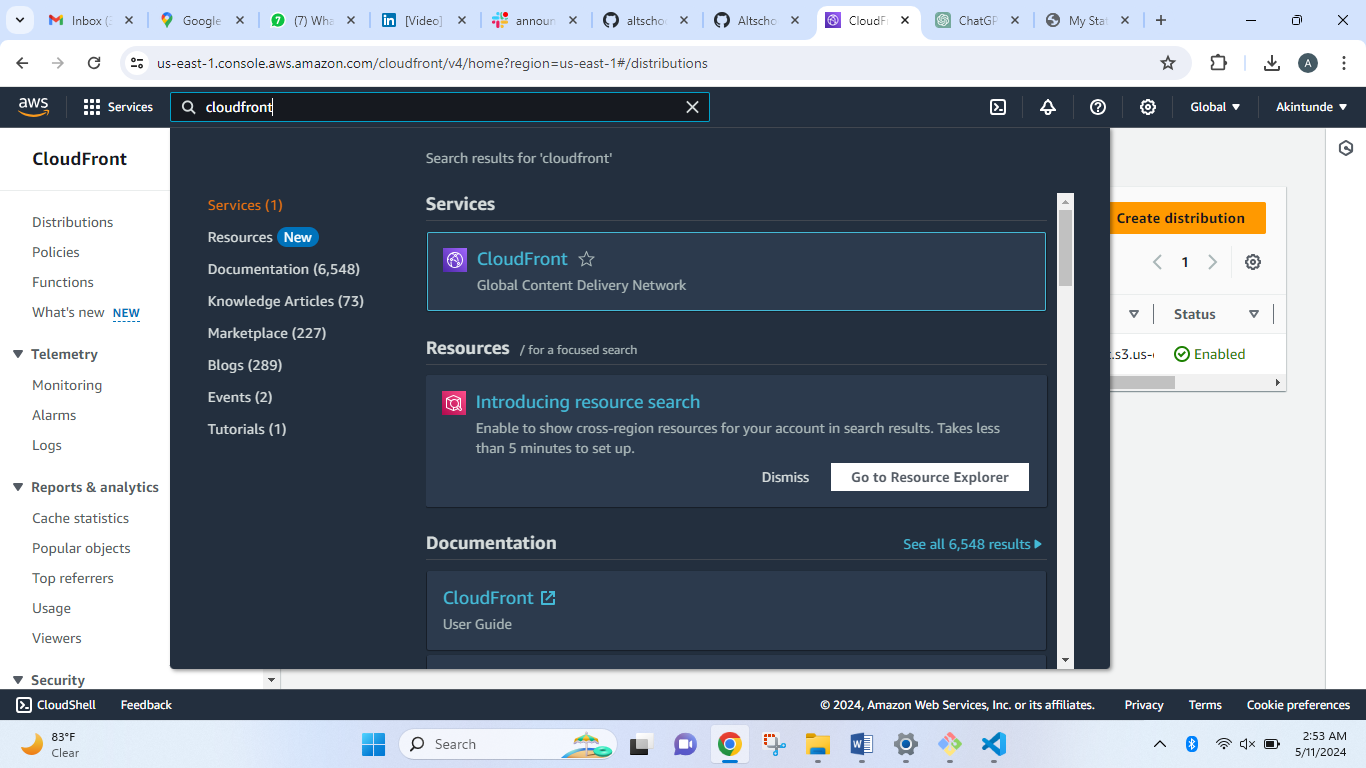 Inbox (2
Google
(7) Wha
[Video]
announ
altschoo
Altscho
CloudFr
ChatGP
My Stat
us-east-1.console.aws.amazon.com/cloudfront/v4/home?region=us-east-1#/distributions
A
aws
Services
cloudfront
Global
Akintunde
CloudFront
Distributions
Policies
Functions
What's new NEW
Telemetry
Monitoring
Alarms
Logs
Reports & analytics
Cache statistics
Popular objects
Top referrers
Usage
Viewers
Security
Search results for 'cloudfront'
Services (1)
Resources New
Documentation (6,548)
Knowledge Articles (73)
Marketplace (227)
Blogs (289)
Events (2)
Tutorials (1)
Services
CloudFront
Global Content Delivery Network
Resources / for a focused search
Introducing resource search
Enable to show cross-region resources for your account in search results. Takes less
than 5 minutes to set up.
Dismiss
Go to Resource Explorer
Documentation
See all 6,548 results
CloudFront
User Guide
Create distribution
1
Status
.s3.us-
Enabled
CloudShell
Feedback
© 2024, Amazon Web Services, Inc. or its affiliates.
Privacy
Terms
Cookie preferences
83°F
Clear
Search
2:53 AM
5/11/2024